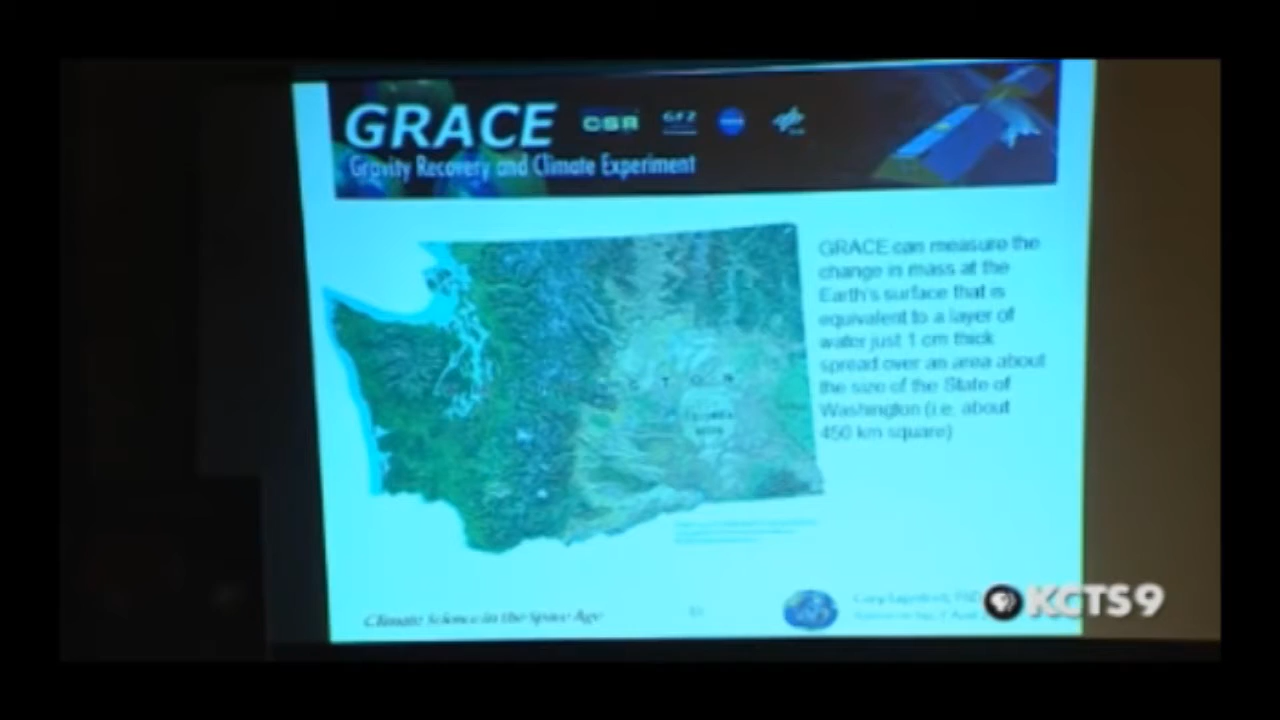 GRACE
CSR GFZ
Gravity Recovery and Climate Experiment
GRACE can measure the
change in mass at the
Earth's surface that is
equivalent to a layer of
water just 1 cm thick
spread over an area about
the size of the State of
Washington (i.e. about
450 km square)
G T O N
Climate Science in the Space Age
KCTS9